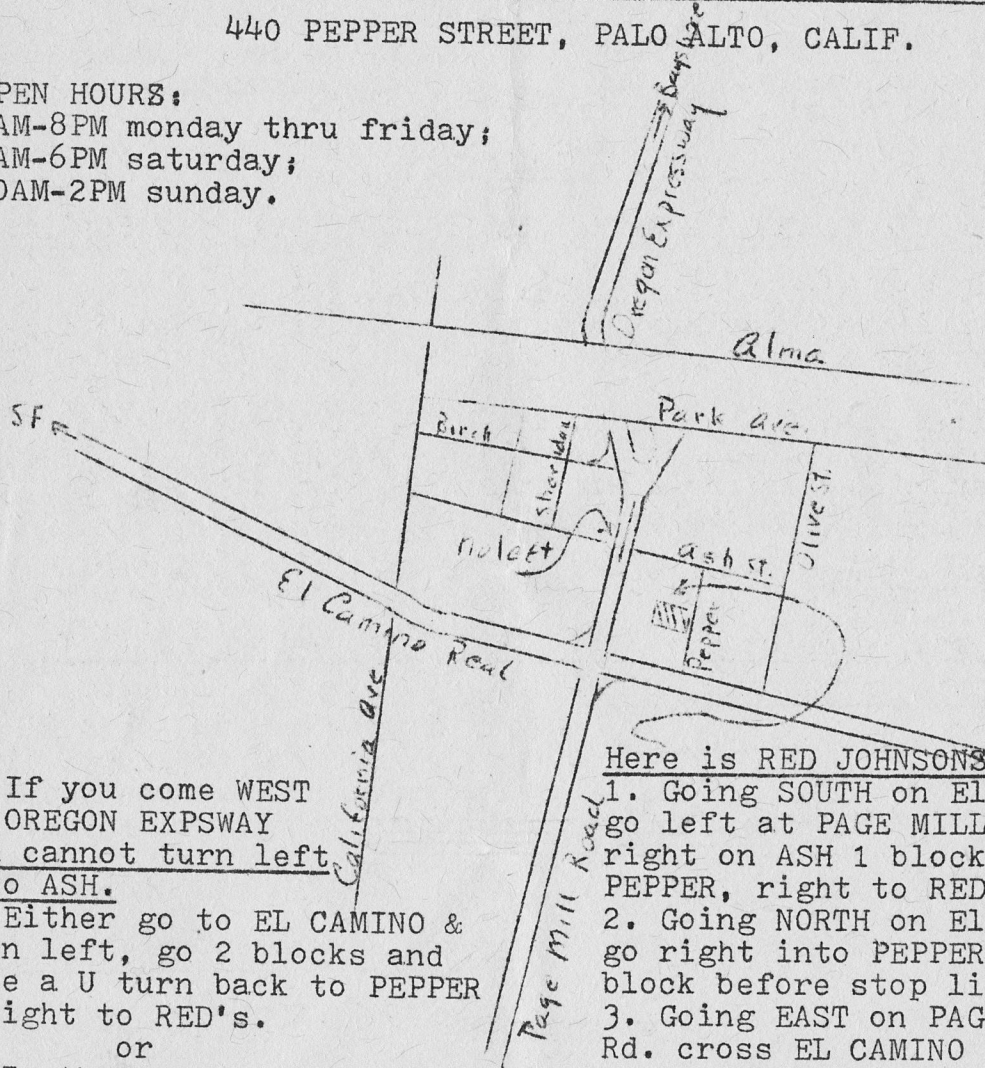 440 PEPPER STREET, PALO ALTO, CALIF.
PEN HOURS:
AM-8PM monday thru friday;
AM-6PM saturday;
0AM-2PM sunday.
Bayshore
Oregon Expressway
Alma
Park Ave.
SF
Birch
Sheridan
Olive St.
No left
Ash St.
Pepper
El Camino Real
California Ave
Page Mill Road
If you come WEST
OREGON EXPSWAY
cannot turn left
o ASH.
Either go to EL CAMINO &
n left, go 2 blocks and
e a U turn back to PEPPER
ight to RED's.
or
Here is RED JOHNSONS
1. Going SOUTH on El
go left at PAGE MILL
right on ASH 1 block
PEPPER, right to RED
2. Going NORTH on El
go right into PEPPER
block before stop li
3. Going EAST on PAG
Rd. cross EL CAMINO